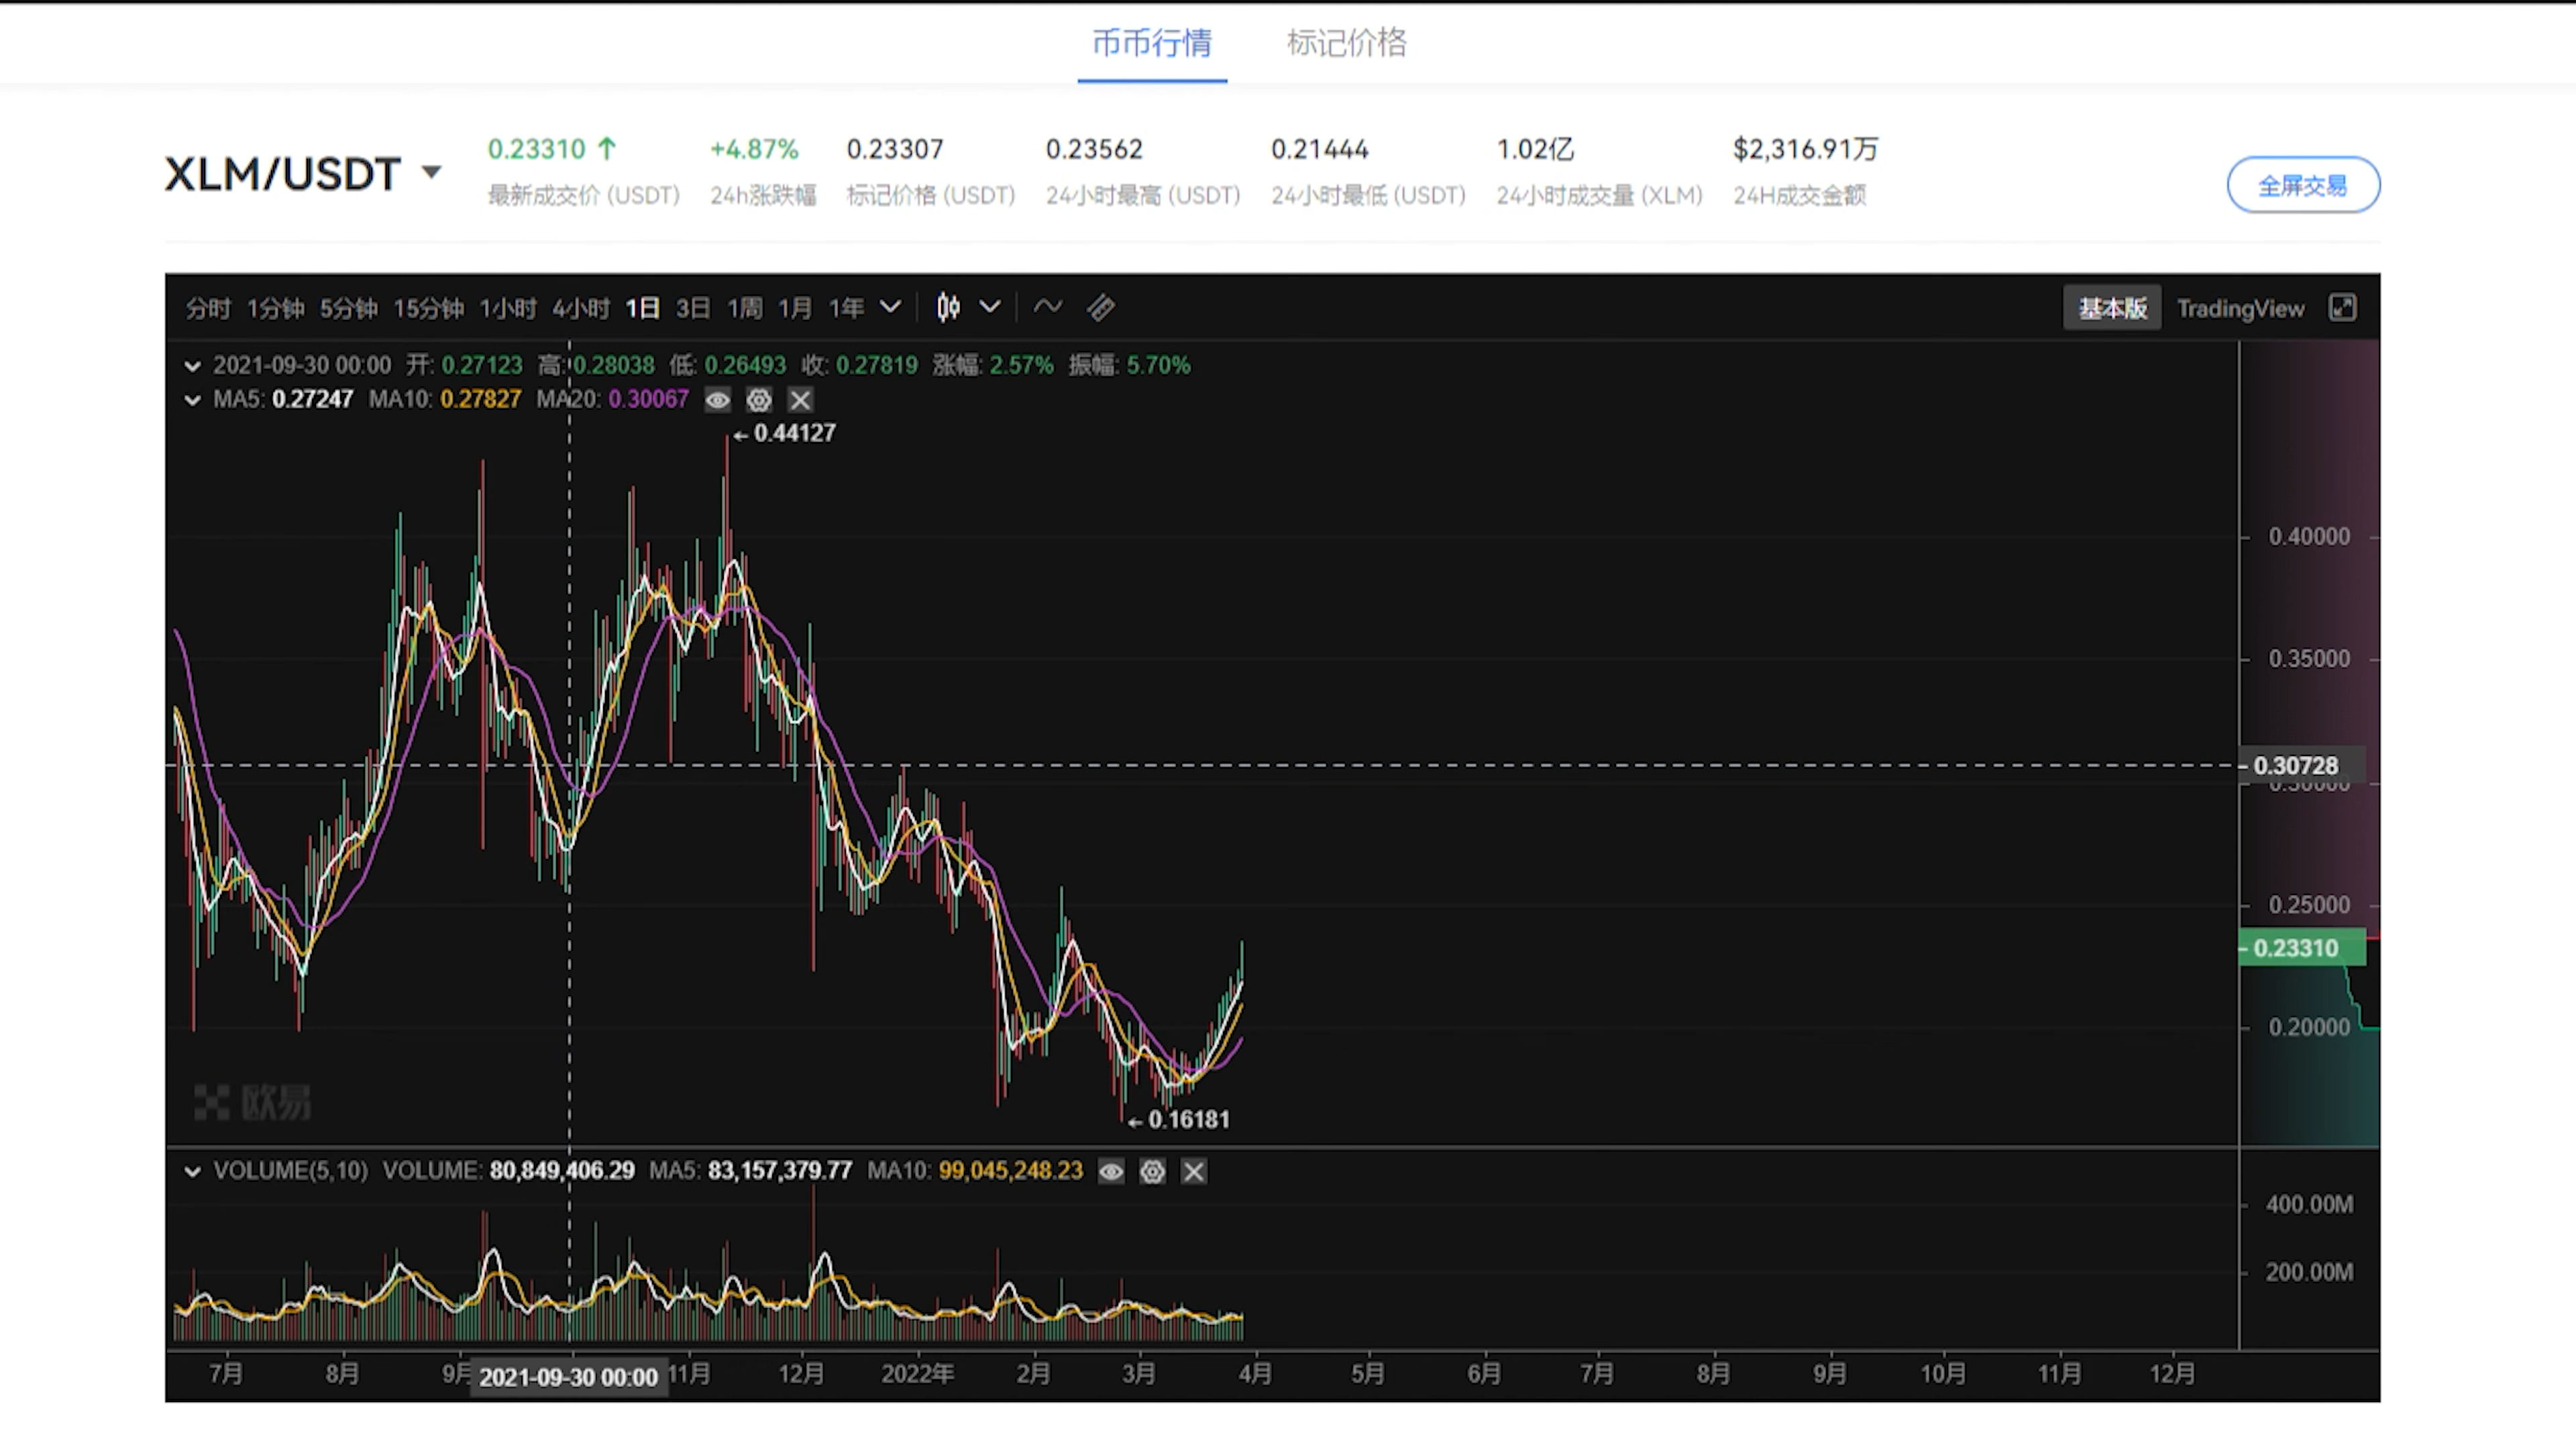 币币行情 标记价格
XLM/USDT 0.23310 ↑ +4.87% 0.23307 0.23562 0.21444 1.02亿 $2,316.91万
最新成交价 (USDT) 24h涨跌幅 标记价格 (USDT) 24小时最高 (USDT) 24小时最低 (USDT) 24小时成交量 (XLM) 24H成交金额
全屏交易
分时 1分钟 5分钟 15分钟 1小时 4小时 1日 3日 1周 1月 1年 基本版 TradingView
2021-09-30 00:00 开: 0.27123 高: 0.28038 低: 0.26493 收: 0.27819 涨幅: 2.57% 振幅: 5.70%
MA5: 0.27247 MA10: 0.27827 MA20: 0.30067
←0.44127
0.40000
0.35000
0.30728
0.30000
0.25000
0.23310
0.20000
欧易
←0.16181
VOLUME(5,10) VOLUME: 80,849,406.29 MA5: 83,157,379.77 MA10: 99,045,248.23
400.00M
200.00M
7月 8月 9月 2021-09-30 00:00 11月 12月 2022年 2月 3月 4月 5月 6月 7月 8月 9月 10月 11月 12月